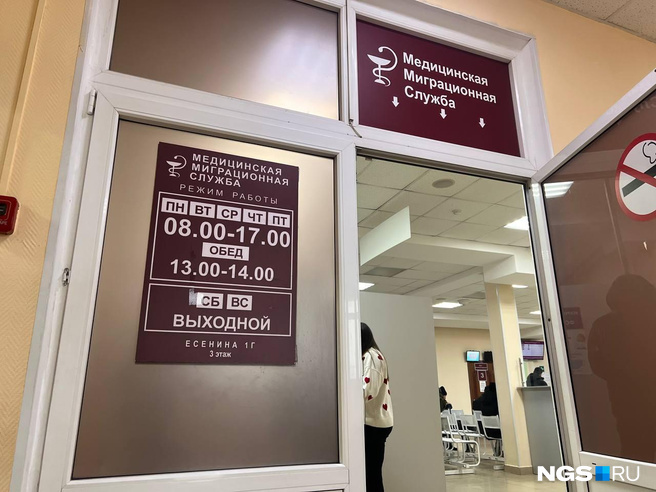 Медицинская
Миграционная
Служба
МЕДИЦИНСКАЯ
МИГРАЦИОННАЯ
СЛУЖБА
РЕЖИМ РАБОТЫ
ПН ВТ СР ЧТ ПТ
08.00-17.00
ОБЕД
13.00-14.00
СБ ВС
ВЫХОДНОЙ
ЕСЕНИНА 1Г
3 этаж
3
NGS RU